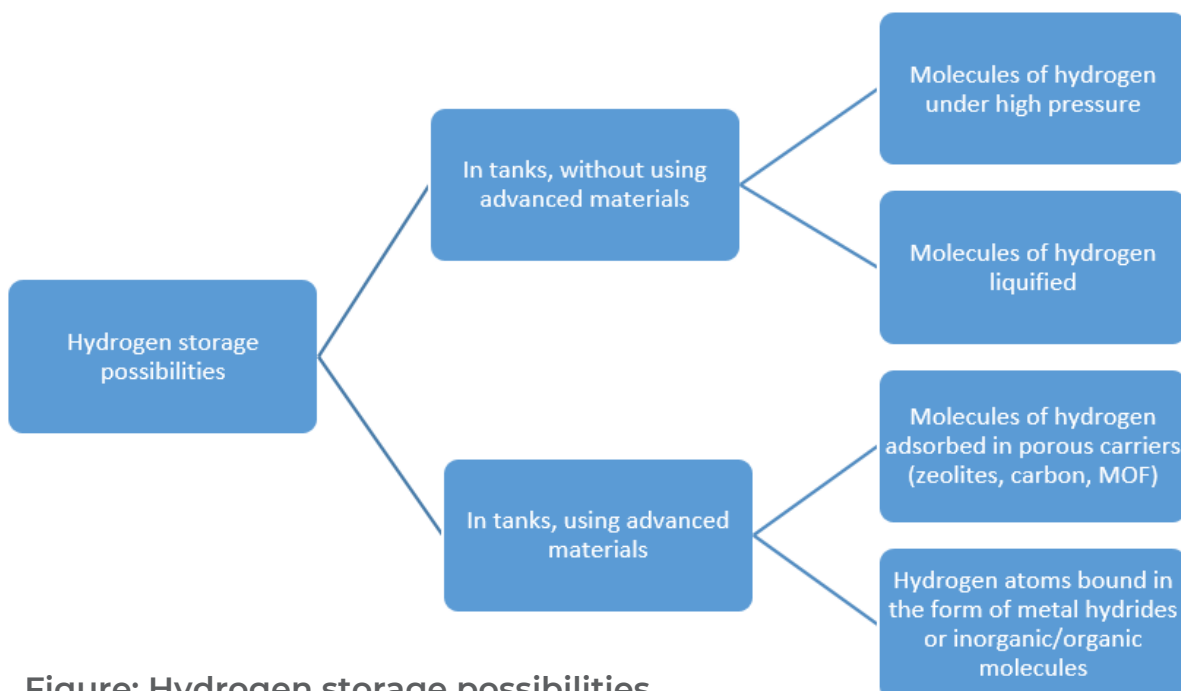 Hydrogen storage
possibilities
In tanks, without using
advanced materials
Molecules of hydrogen
under high pressure
Molecules of hydrogen
liquified
In tanks, using advanced
materials
Molecules of hydrogen
adsorbed in porous carriers
(zeolites, carbon, MOF)
Hydrogen atoms bound in
the form of metal hydrides
or inorganic/organic
molecules
Figure: Hydrogen storage possibilities